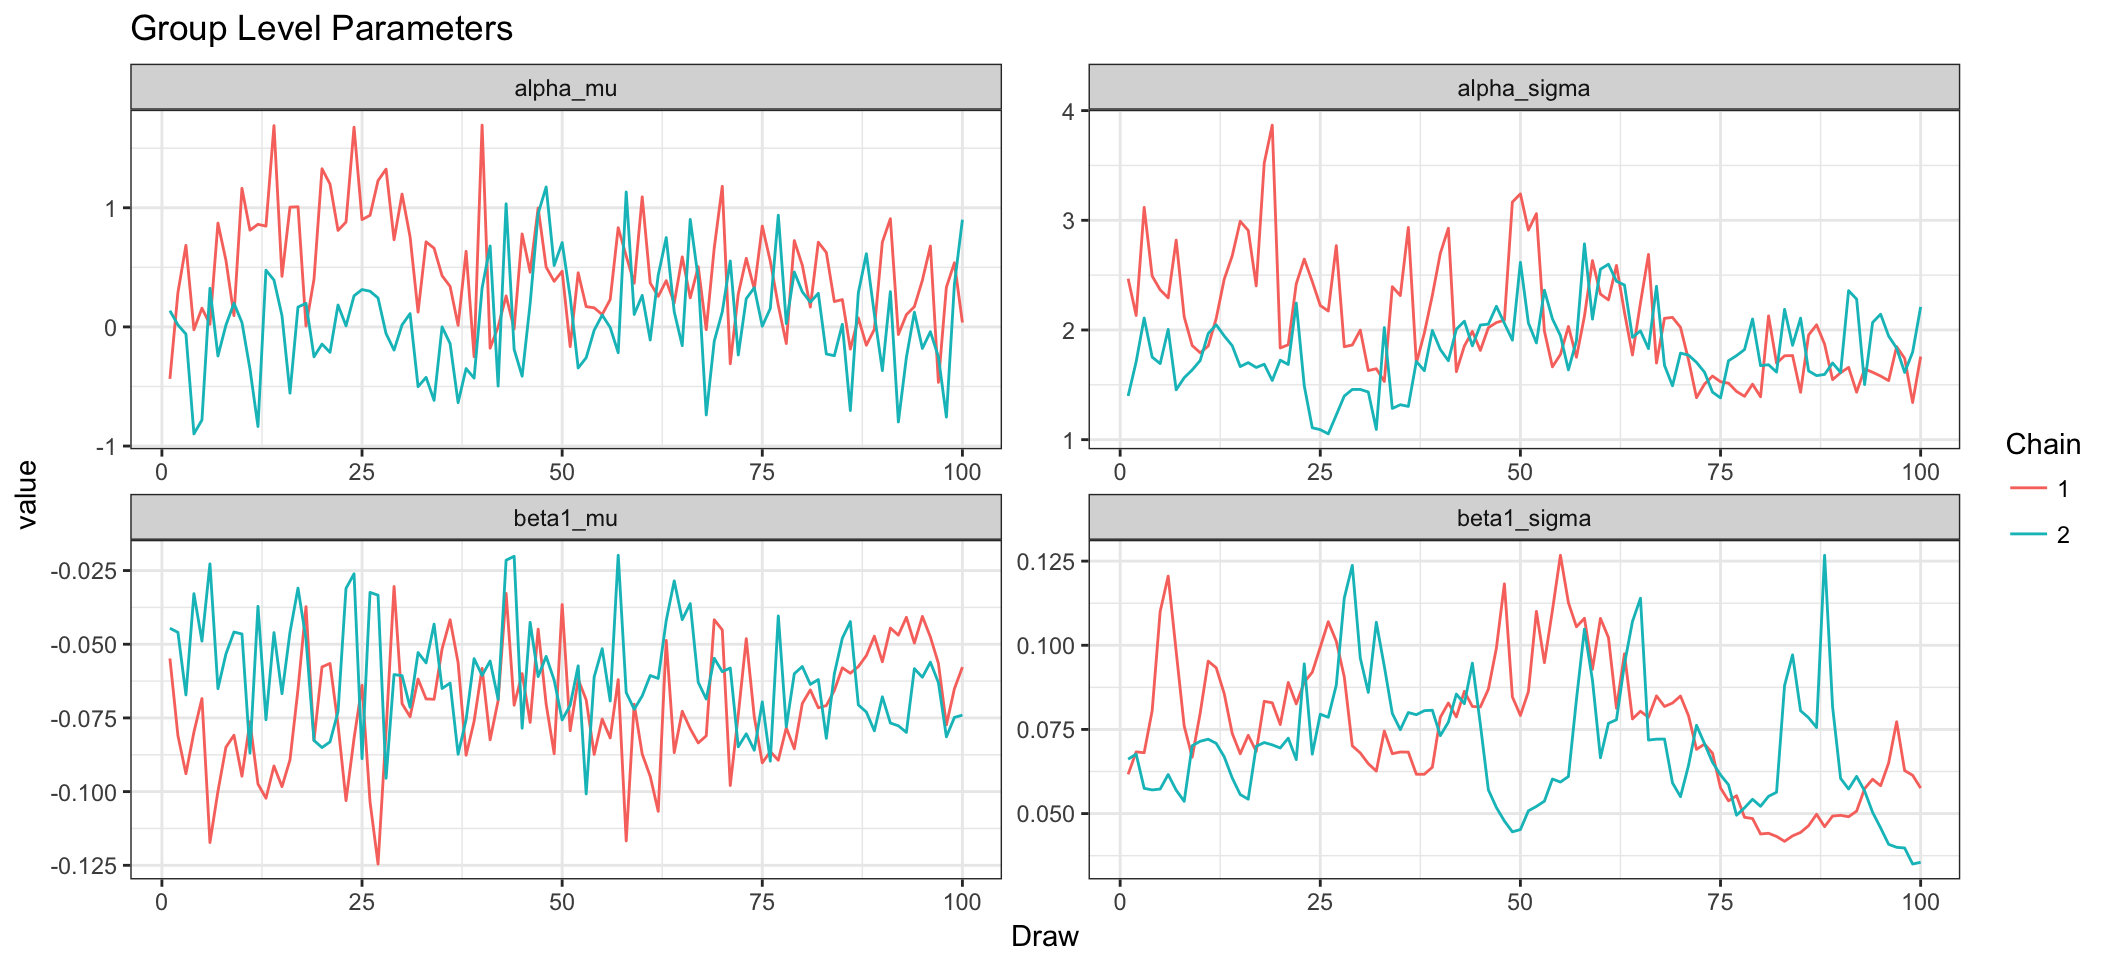 Group Level Parameters
alpha_mu
alpha_sigma
1
0
-1
4
3
2
1
0 25 50 75 100
0 25 50 75 100
beta1_mu
beta1_sigma
-0.025
-0.050
-0.075
-0.100
-0.125
0.125
0.100
0.075
0.050
0 25 50 75 100
0 25 50 75 100
value
Draw
Chain
1
2